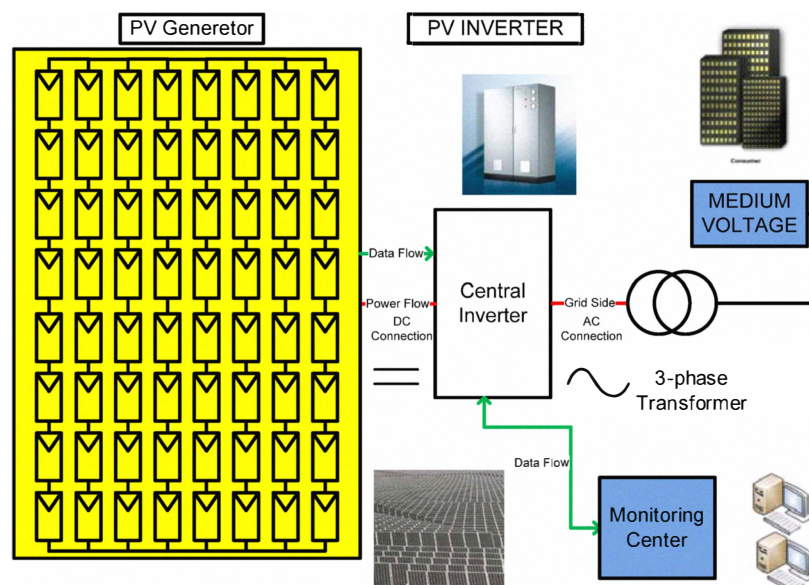 PV Generetor
PV INVERTER
Consumer
MEDIUM
VOLTAGE
Data Flow
Power Flow
DC
Connection
Central
Inverter
Grid Side
AC
Connection
3-phase
Transformer
Data Flow
Monitoring
Center